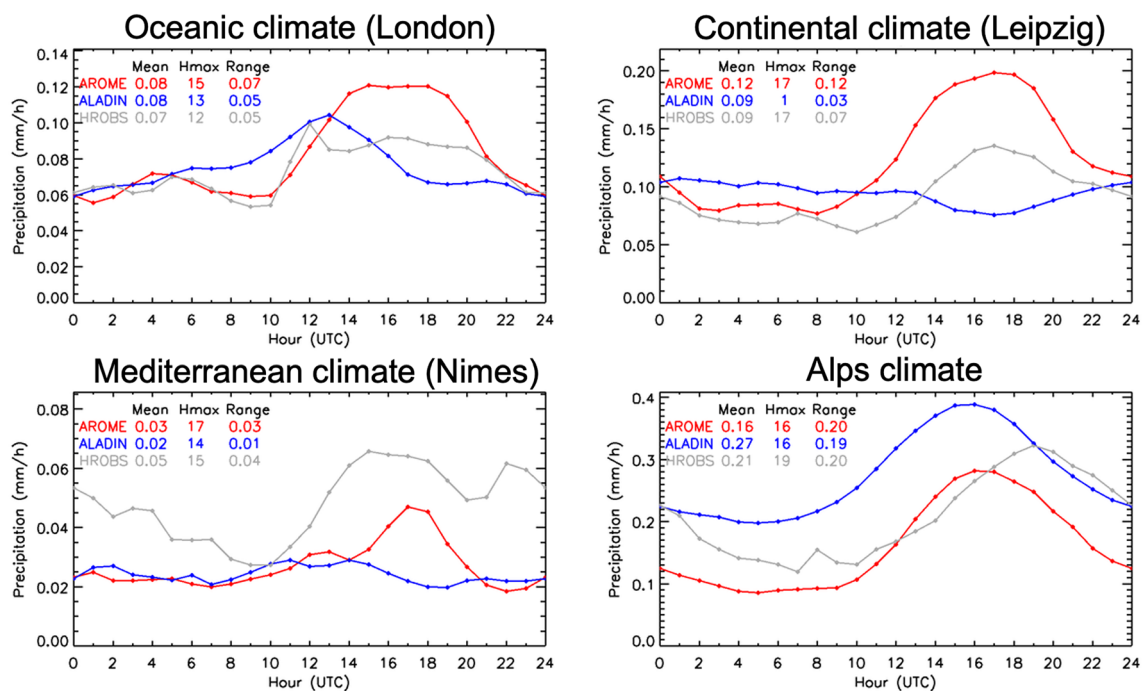 Oceanic climate (London)
0.14
0.12
0.10
0.08
0.06
0.04
0.02
0.00
Precipitation (mm/h)
Mean Hmax Range
AROME 0.08 15 0.07
ALADIN 0.08 13 0.05
HROBS 0.07 12 0.05
0 2 4 6 8 10 12 14 16 18 20 22 24
Hour (UTC)
Continental climate (Leipzig)
0.20
0.15
0.10
0.05
0.00
Precipitation (mm/h)
Mean Hmax Range
AROME 0.12 17 0.12
ALADIN 0.09 1 0.03
HROBS 0.09 17 0.07
0 2 4 6 8 10 12 14 16 18 20 22 24
Hour (UTC)
Mediterranean climate (Nimes)
0.08
0.06
0.04
0.02
0.00
Precipitation (mm/h)
Mean Hmax Range
AROME 0.03 17 0.03
ALADIN 0.02 14 0.01
HROBS 0.05 15 0.04
0 2 4 6 8 10 12 14 16 18 20 22 24
Hour (UTC)
Alps climate
0.4
0.3
0.2
0.1
0.0
Precipitation (mm/h)
Mean Hmax Range
AROME 0.16 16 0.20
ALADIN 0.27 16 0.19
HROBS 0.21 19 0.20
0 2 4 6 8 10 12 14 16 18 20 22 24
Hour (UTC)